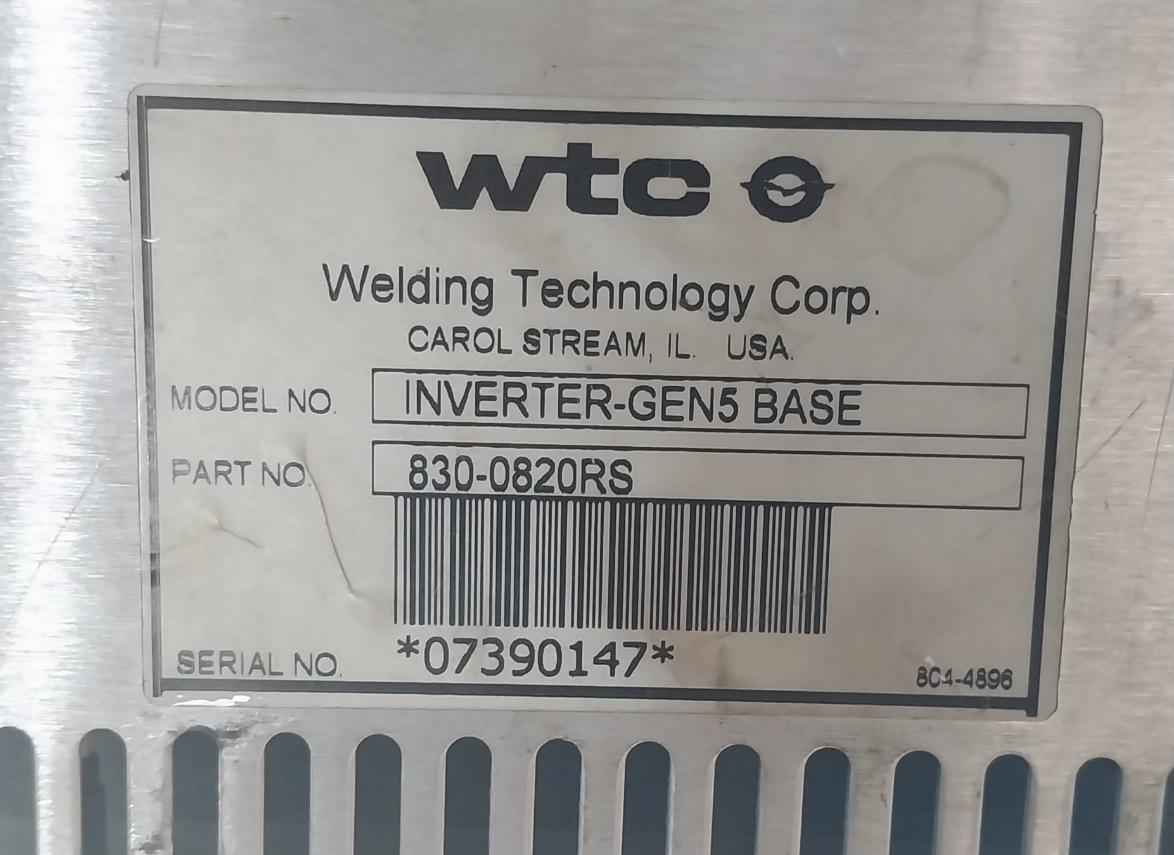 wtc
Welding Technology Corp.
CAROL STREAM, IL. USA.
MODEL NO. INVERTER-GEN5 BASE
PART NO. 830-0820RS
SERIAL NO. *07390147*
804-4896